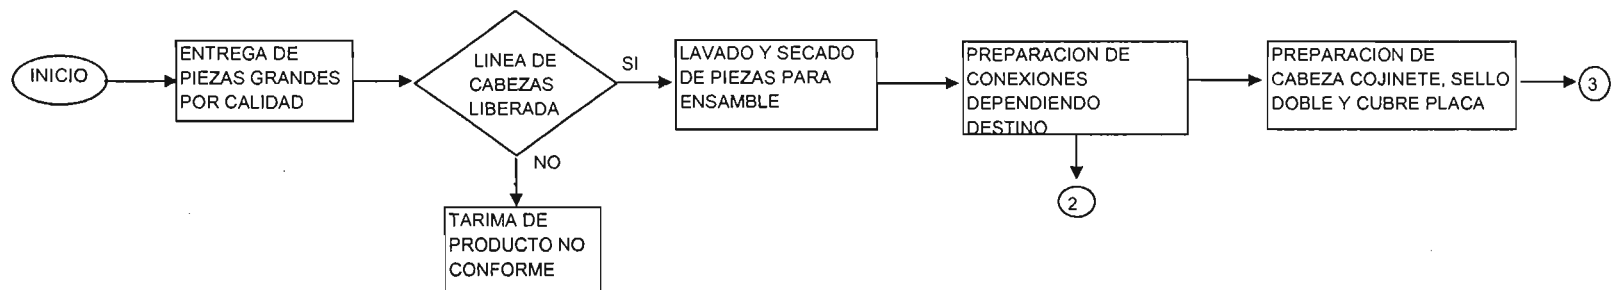 INICIO
ENTREGA DE
PIEZAS GRANDES
POR CALIDAD
LINEA DE
CABEZAS
LIBERADA
SI
NO
TARIMA DE
PRODUCTO NO
CONFORME
LAVADO Y SECADO
DE PIEZAS PARA
ENSAMBLE
PREPARACION DE
CONEXIONES
DEPENDIENDO
DESTINO
2
PREPARACION DE
CABEZA COJINETE, SELLO
DOBLE Y CUBRE PLACA
3